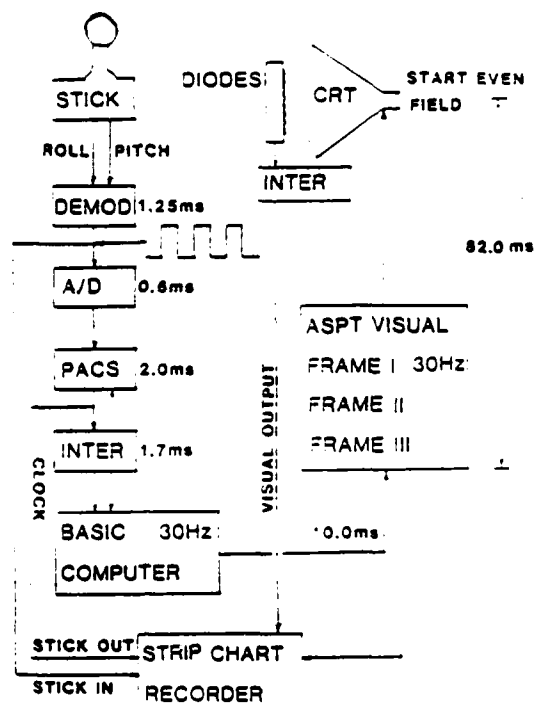 DIODES
CRT
START EVEN
FIELD
STICK
ROLL PITCH
INTER
DEMOD 1.25ms
82.0 ms
A/D 0.6ms
ASPT VISUAL
FRAME I 30Hz
FRAME II
FRAME III
PACS 2.0ms
INTER 1.7ms
CLOCK
VISUAL OUTPUT
BASIC 30Hz
COMPUTER
10.0ms
STICK OUT
STRIP CHART
STICK IN
RECORDER